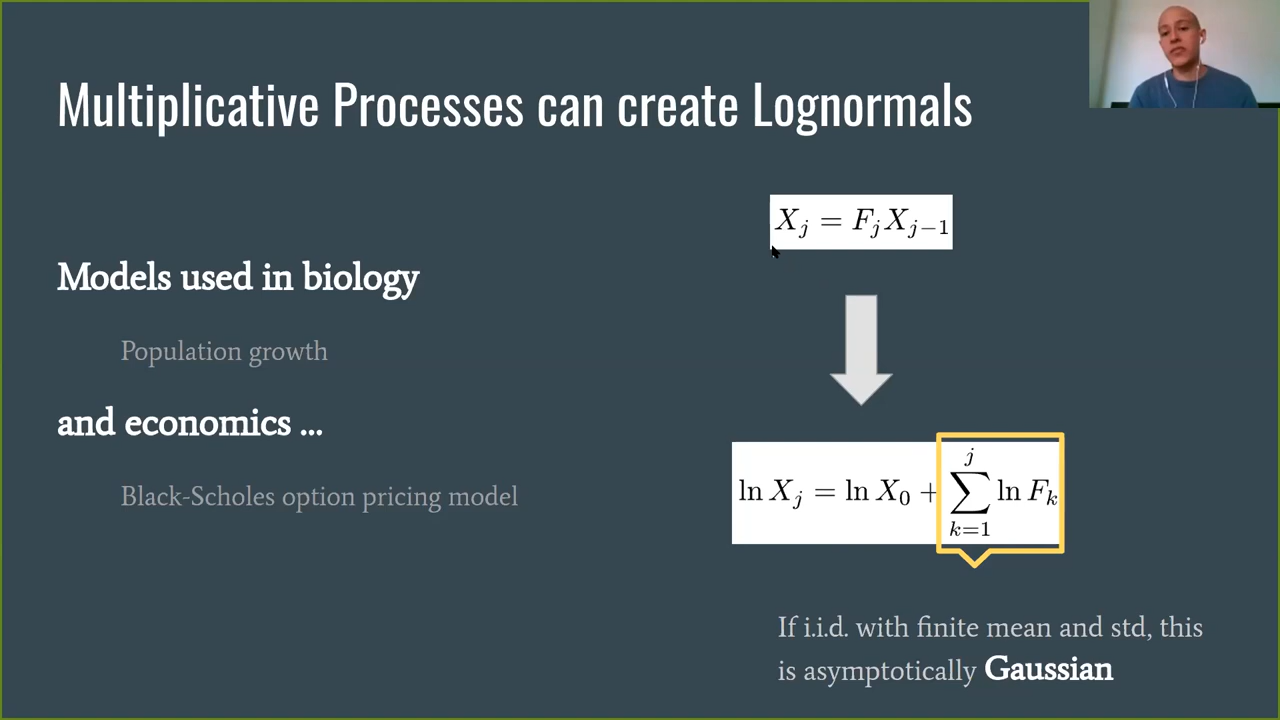 Multiplicative Processes can create Lognormals
Models used in biology
Population growth
and economics ...
Black-Scholes option pricing model
X_j = F_j X_{j-1}
ln X_j = ln X_0 + \sum_{k=1}^{j} ln F_k
If i.i.d. with finite mean and std, this
is asymptotically Gaussian